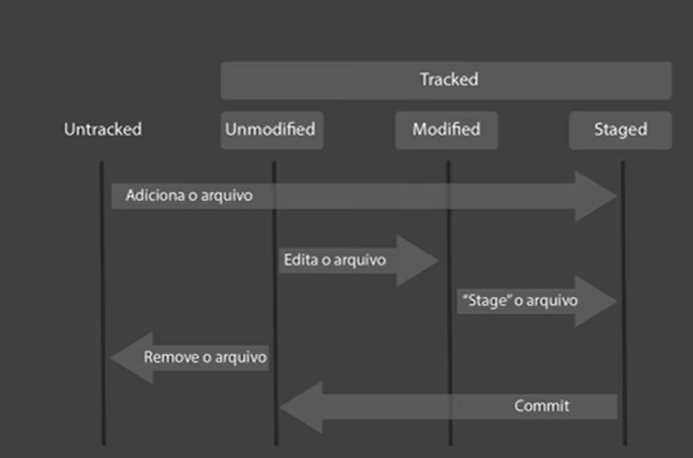 Tracked
Untracked Unmodified Modified Staged
Adiciona o arquivo
Edita o arquivo
“Stage” o arquivo
Remove o arquivo
Commit